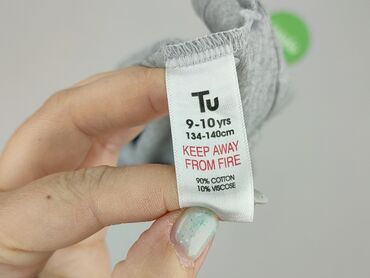 Tu
9-10 yrs
134-140cm
KEEP AWAY
FROM FIRE
90% COTTON
10% VISCOSE